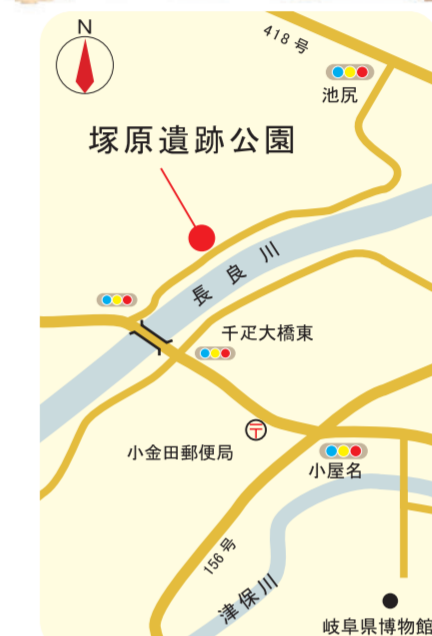 N
418号
池尻
塚原遺跡公園
長良川
千疋大橋東
小金田郵便局
小屋名
156号
津保川
岐阜県博物館